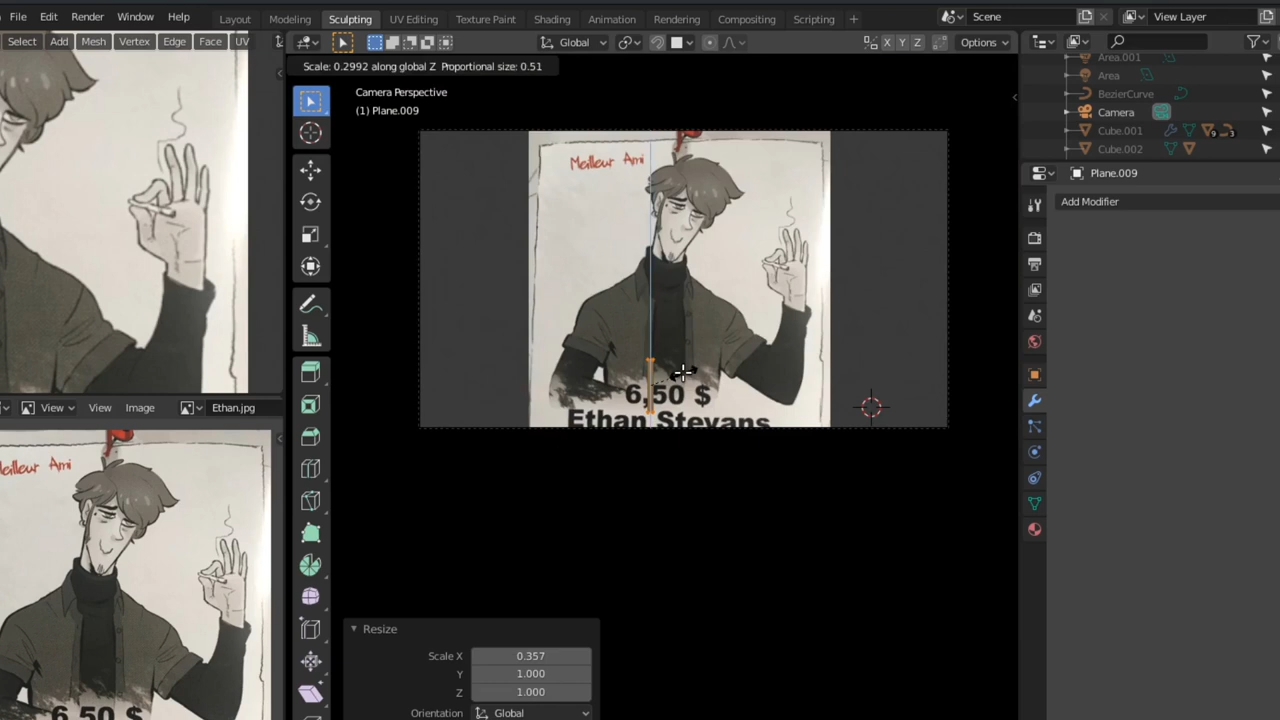 File Edit Render Window Help Layout Modeling Sculpting UV Editing Texture Paint Shading Animation Rendering Compositing Scripting + Scene View Layer
Select Add Mesh Vertex Edge Face UV Global X Y Z Options
Scale: 0.2992 along global Z Proportional size: 0.51
Camera Perspective
(1) Plane.009
Area.001
Area
BezierCurve
Camera
Cube.001 9 3
Cube.002
Plane.009
Add Modifier
Meilleur Ami
6,50 $
Ethan Stevans
View View Image Ethan.jpg
Meilleur Ami
6,50 $
Resize
Scale X 0.357
Y 1.000
Z 1.000
Orientation Global